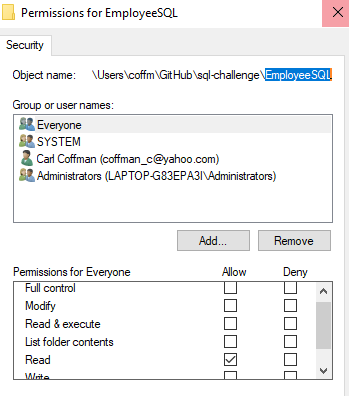 Permissions for EmployeeSQL
Security
Object name: \Users\coffm\GitHub\sql-challenge\EmployeeSQL
Group or user names:
Everyone
SYSTEM
Carl Coffman (coffman_c@yahoo.com)
Administrators (LAPTOP-G83EPA3I\Administrators)
Add... Remove
Permissions for Everyone Allow Deny
Full control
Modify
Read & execute
List folder contents
Read
Write